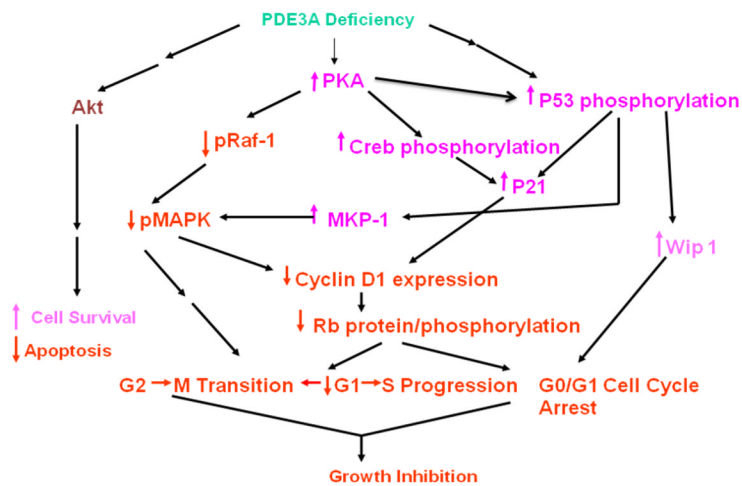 PDE3A Deficiency
PKA
P53 phosphorylation
Akt
pRaf-1
Creb phosphorylation
P21
pMAPK
MKP-1
Wip 1
Cyclin D1 expression
Cell Survival
Rb protein/phosphorylation
Apoptosis
G2 → M Transition ← ↓ G1 → S Progression
G0/G1 Cell Cycle
Arrest
Growth Inhibition